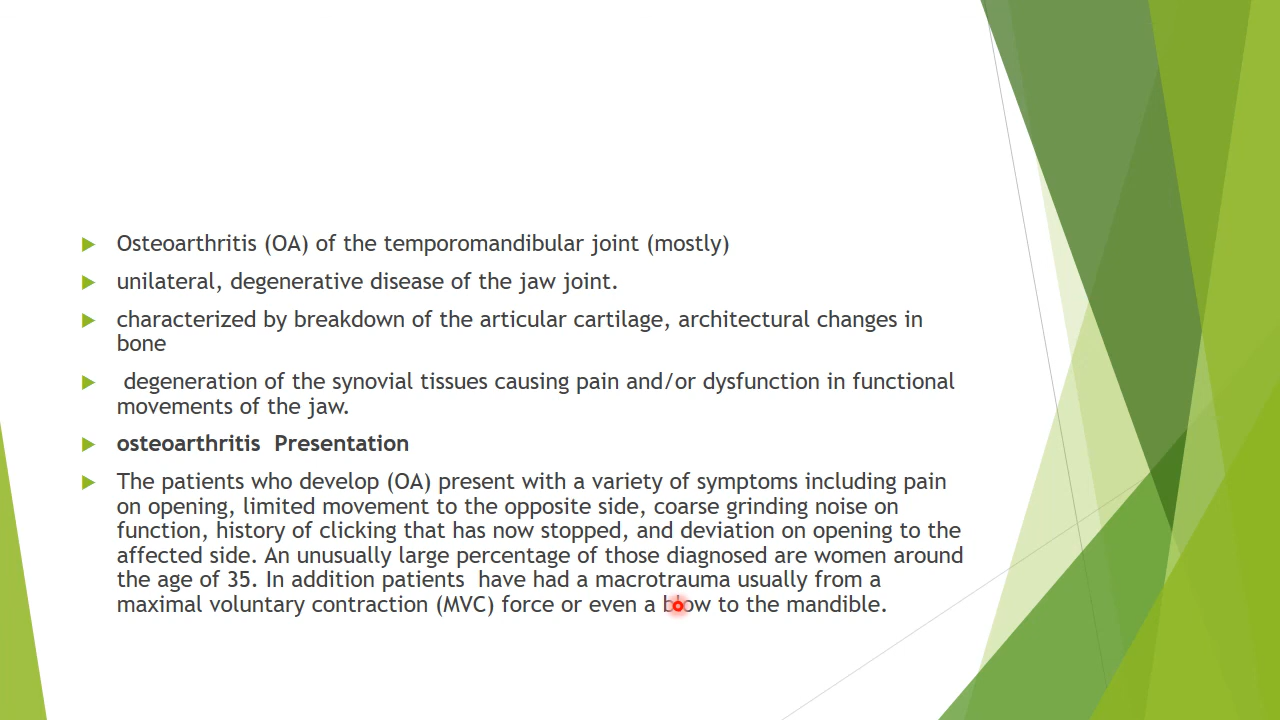 Osteoarthritis (OA) of the temporomandibular joint (mostly)
unilateral, degenerative disease of the jaw joint.
characterized by breakdown of the articular cartilage, architectural changes in
bone
degeneration of the synovial tissues causing pain and/or dysfunction in functional
movements of the jaw.
osteoarthritis  Presentation
The patients who develop (OA) present with a variety of symptoms including pain
on opening, limited movement to the opposite side, coarse grinding noise on
function, history of clicking that has now stopped, and deviation on opening to the
affected side. An unusually large percentage of those diagnosed are women around
the age of 35. In addition patients  have had a macrotrauma usually from a
maximal voluntary contraction (MVC) force or even a blow to the mandible.